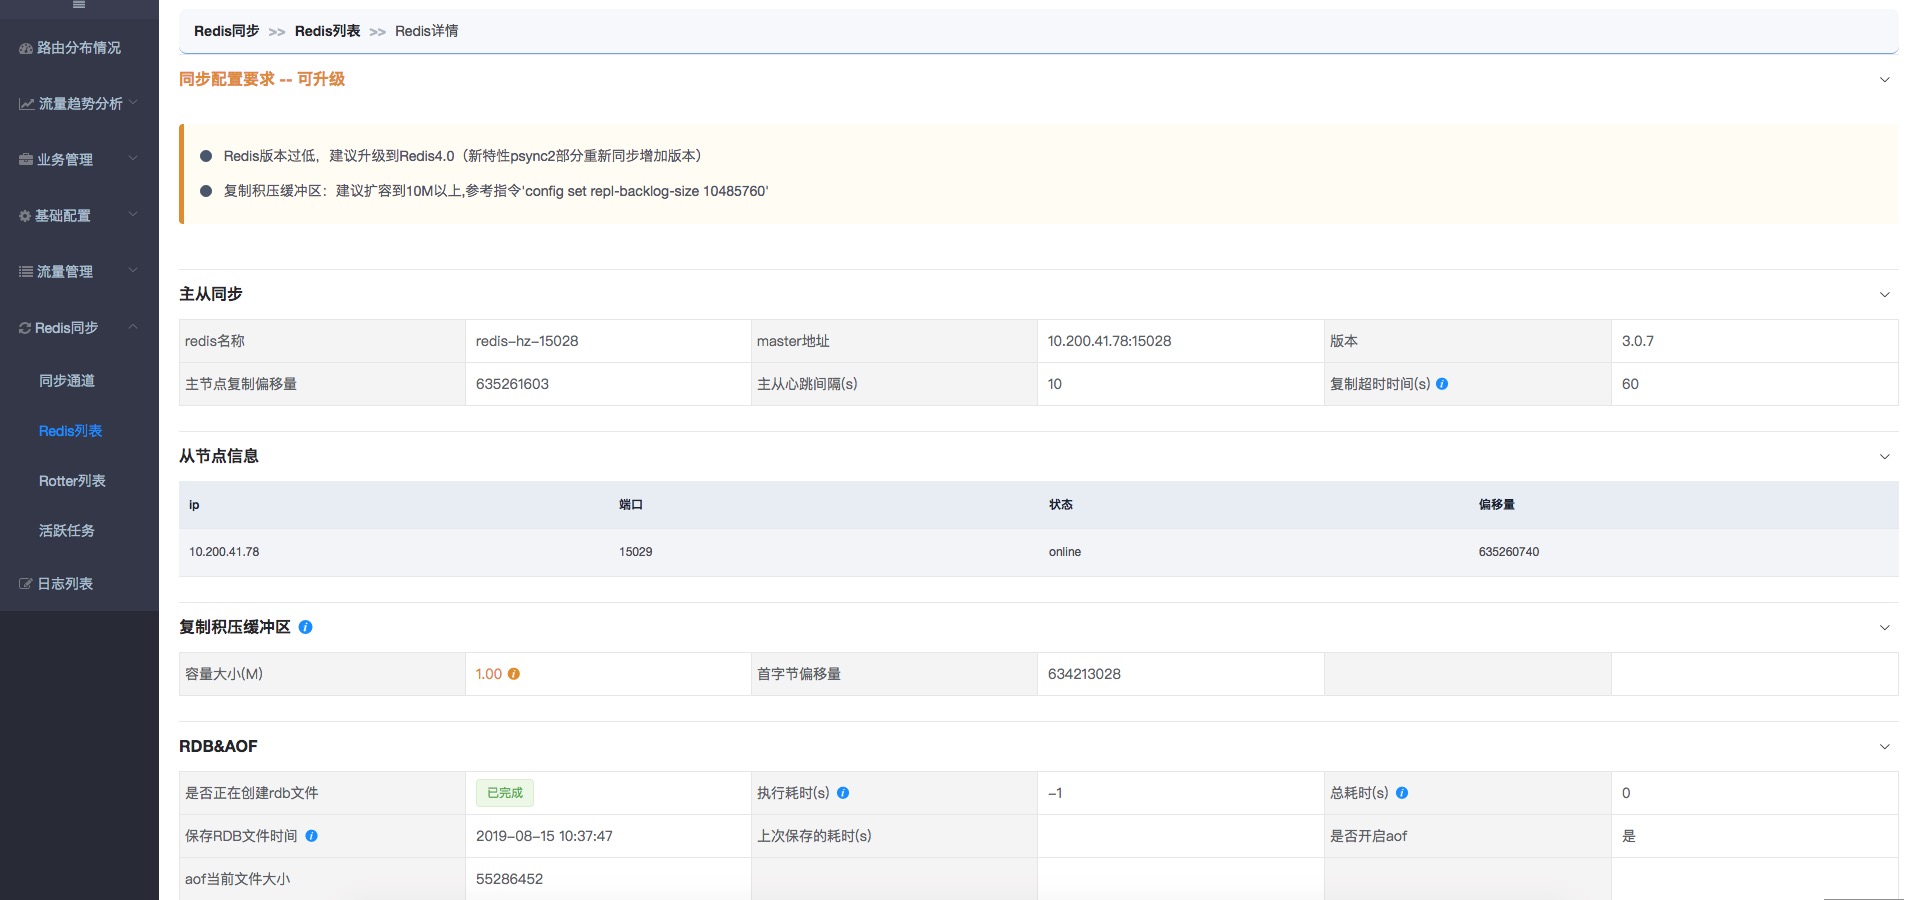 Redis同步 >> Redis列表 >> Redis详情
路由分布情况
流量趋势分析
业务管理
基础配置
流量管理
Redis同步
同步通道
Redis列表
Rotter列表
活跃任务
日志列表
同步配置要求 -- 可升级
Redis版本过低，建议升级到Redis4.0（新特性psync2部分重新同步增加版本）
复制积压缓冲区：建议扩容到10M以上,参考指令'config set repl-backlog-size 10485760'
主从同步
redis名称 redis-hz-15028 master地址 10.200.41.78:15028 版本 3.0.7
主节点复制偏移量 635261603 主从心跳间隔(s) 10 复制超时时间(s) 60
从节点信息
ip 端口 状态 偏移量
10.200.41.78 15029 online 635260740
复制积压缓冲区
容量大小(M) 1.00 首字节偏移量 634213028
RDB&AOF
是否正在创建rdb文件 已完成 执行耗时(s) -1 总耗时(s) 0
保存RDB文件时间 2019-08-15 10:37:47 上次保存的耗时(s) 是否开启aof 是
aof当前文件大小 55286452